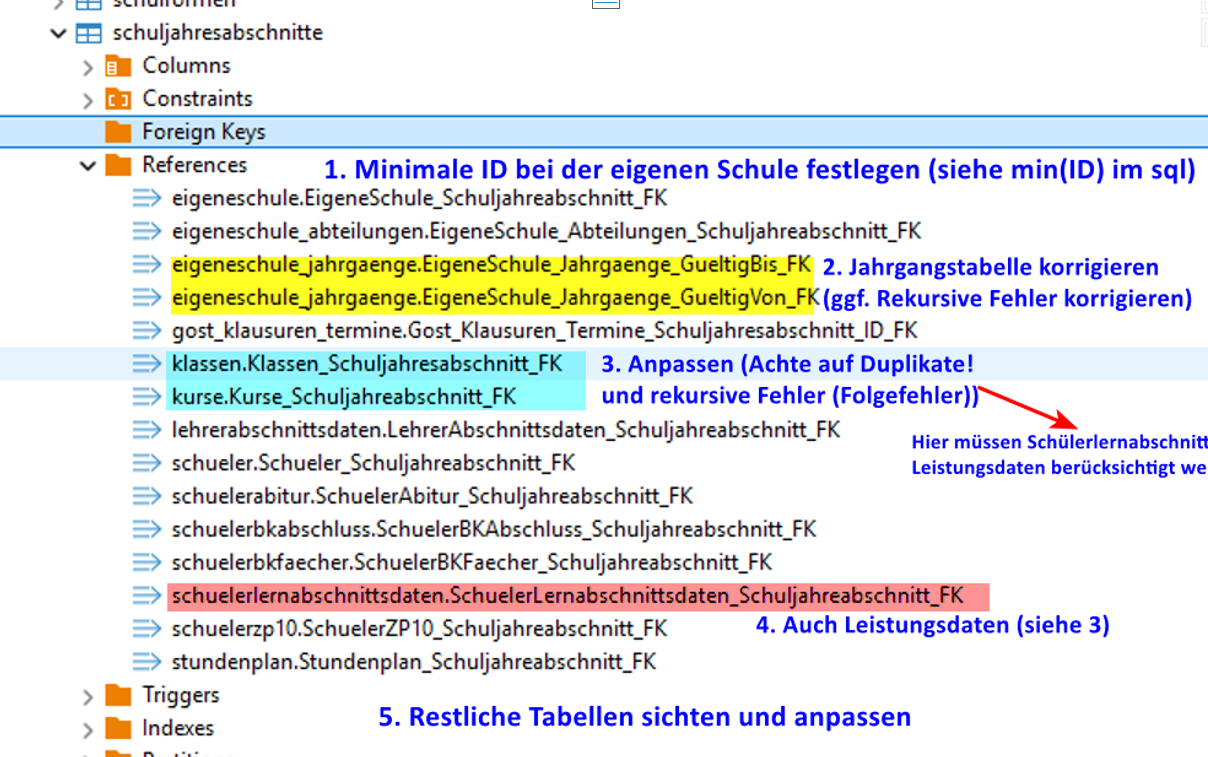 schulformen
schuljahresabschnitte
Columns
Constraints
Foreign Keys
References
1. Minimale ID bei der eigenen Schule festlegen (siehe min(ID) im sql)
eigeneschule.EigeneSchule_Schuljahreabschnitt_FK
eigeneschule_abteilungen.EigeneSchule_Abteilungen_Schuljahreabschnitt_FK
eigeneschule_jahrgaenge.EigeneSchule_Jahrgaenge_GueltigBis_FK
2. Jahrgangstabelle korrigieren
eigeneschule_jahrgaenge.EigeneSchule_Jahrgaenge_GueltigVon_FK
(ggf. Rekursive Fehler korrigieren)
gost_klausuren_termine.Gost_Klausuren_Termine_Schuljahresabschnitt_ID_FK
klassen.Klassen_Schuljahresabschnitt_FK
3. Anpassen (Achte auf Duplikate!
kurse.Kurse_Schuljahreabschnitt_FK
und rekursive Fehler (Folgefehler))
lehrerabschnittsdaten.LehrerAbschnittsdaten_Schuljahreabschnitt_FK
Hier müssen Schülerlernabschnitt
schueler.Schueler_Schuljahreabschnitt_FK
Leistungsdaten berücksichtigt we
schuelerabitur.SchuelerAbitur_Schuljahreabschnitt_FK
schuelerbkabschluss.SchuelerBKAbschluss_Schuljahreabschnitt_FK
schuelerbkfaecher.SchuelerBKFaecher_Schuljahreabschnitt_FK
schuelerlernabschnittsdaten.SchuelerLernabschnittsdaten_Schuljahreabschnitt_FK
schuelerzp10.SchuelerZP10_Schuljahreabschnitt_FK
4. Auch Leistungsdaten (siehe 3)
stundenplan.Stundenplan_Schuljahreabschnitt_FK
Triggers
5. Restliche Tabellen sichten und anpassen
Indexes